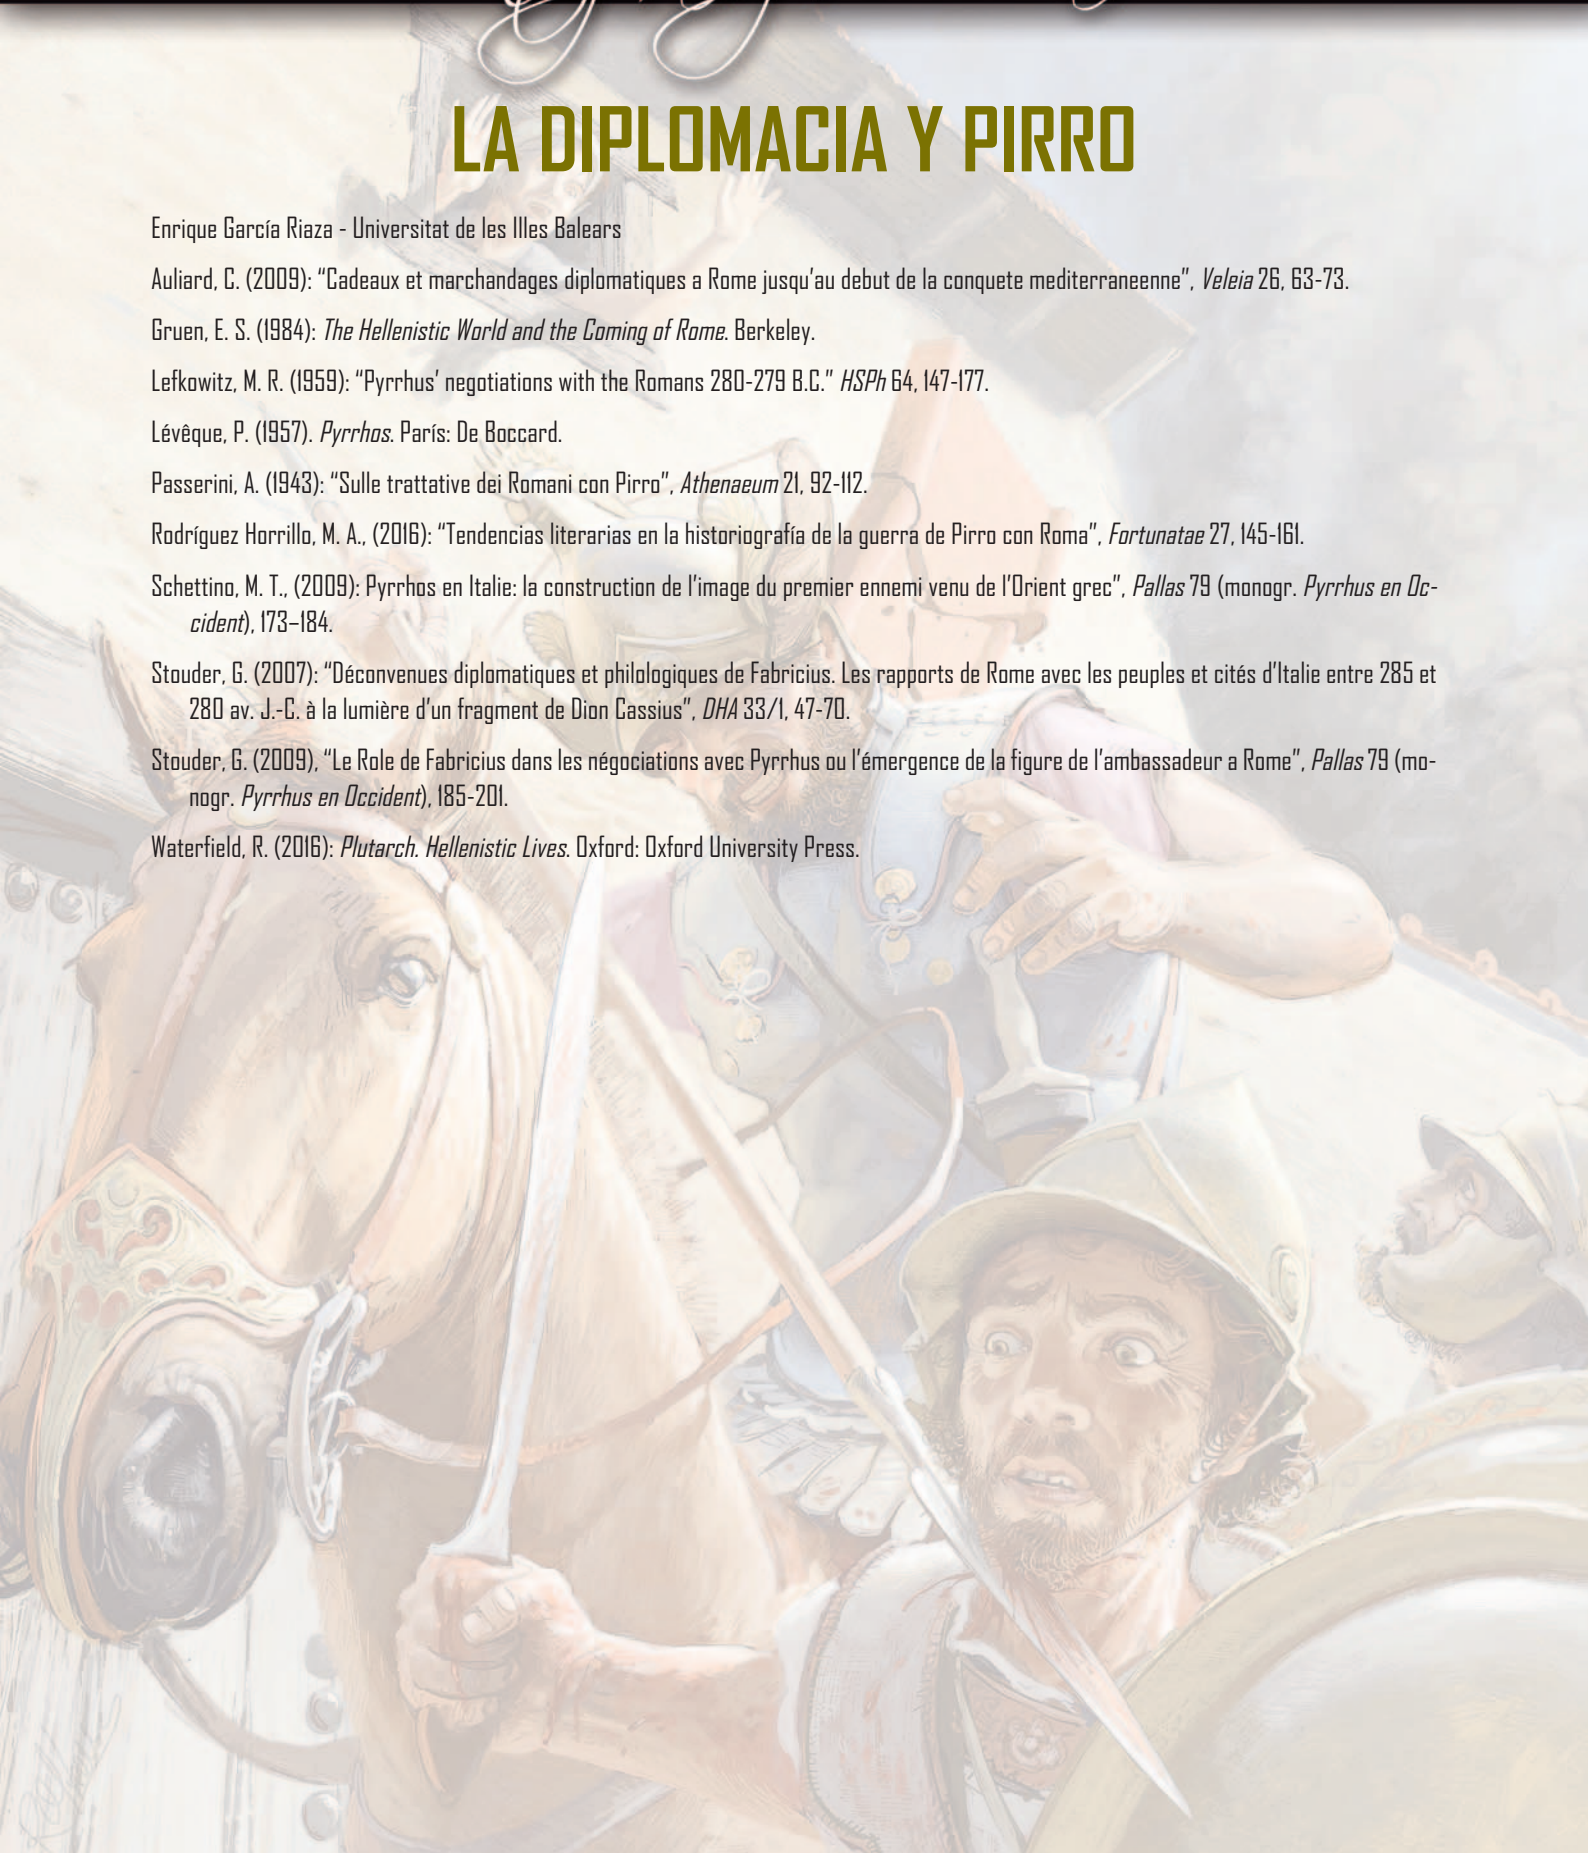 LA DIPLOMACIA Y PIRRO
Enrique García Riaza - Universitat de les Illes Balears
Auliard, C. (2009): “Cadeaux et marchandages diplomatiques a Rome jusqu’au debut de la conquete mediterraneenne”, Veleia 26, 63-73.
Gruen, E. S. (1984): The Hellenistic World and the Coming of Rome. Berkeley.
Lefkowitz, M. R. (1959): “Pyrrhus’ negotiations with the Romans 280-279 B.C.” HSPh 64, 147-177.
Lévêque, P. (1957). Pyrrhos. París: De Boccard.
Passerini, A. (1943): “Sulle trattative dei Romani con Pirro”, Athenaeum 21, 92-112.
Rodríguez Horrillo, M. A., (2016): “Tendencias literarias en la historiografía de la guerra de Pirro con Roma”, Fortunatae 27, 145-161.
Schettino, M. T., (2009): Pyrrhos en Italie: la construction de l’image du premier ennemi venu de l’Orient grec”, Pallas 79 (monogr. Pyrrhus en Oc-
cident), 173–184.
Stouder, G. (2007): “Déconvenues diplomatiques et philologiques de Fabricius. Les rapports de Rome avec les peuples et cités d’Italie entre 285 et
280 av. J.-C. à la lumière d’un fragment de Dion Cassius”, DHA 33/1, 47-70.
Stouder, G. (2009), “Le Role de Fabricius dans les négociations avec Pyrrhus ou l’émergence de la figure de l’ambassadeur a Rome”, Pallas 79 (mo-
nogr. Pyrrhus en Occident), 185-201.
Waterfield, R. (2016): Plutarch. Hellenistic Lives. Oxford: Oxford University Press.